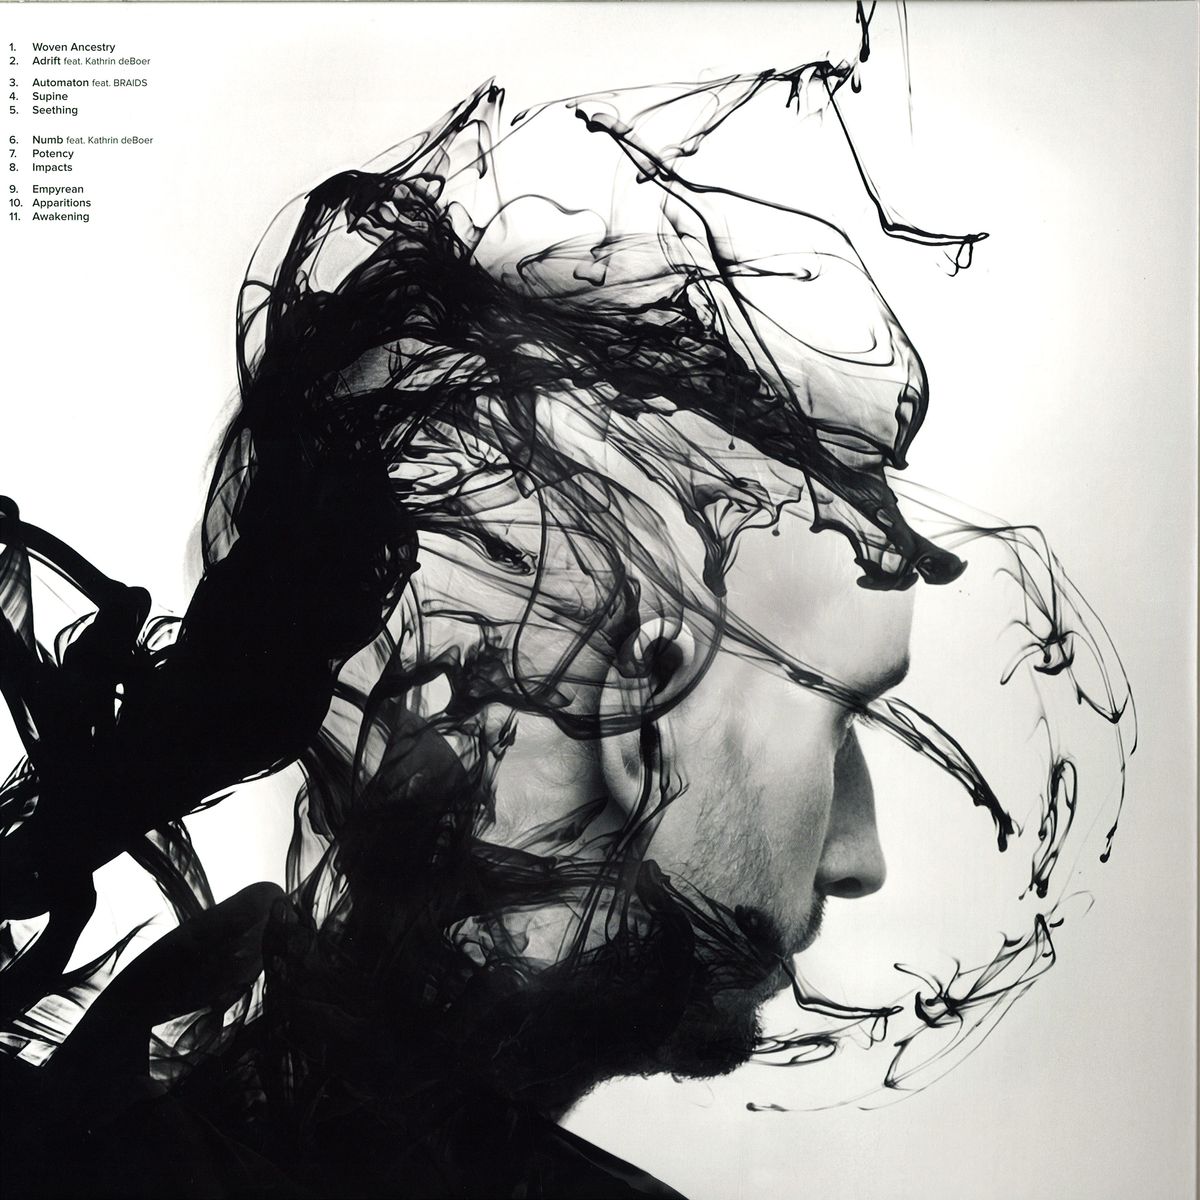 1. Woven Ancestry
2. Adrift feat. Kathrin deBoer
3. Automaton feat. BRAIDS
4. Supine
5. Seething
6. Numb feat. Kathrin deBoer
7. Potency
8. Impacts
9. Empyrean
10. Apparitions
11. Awakening